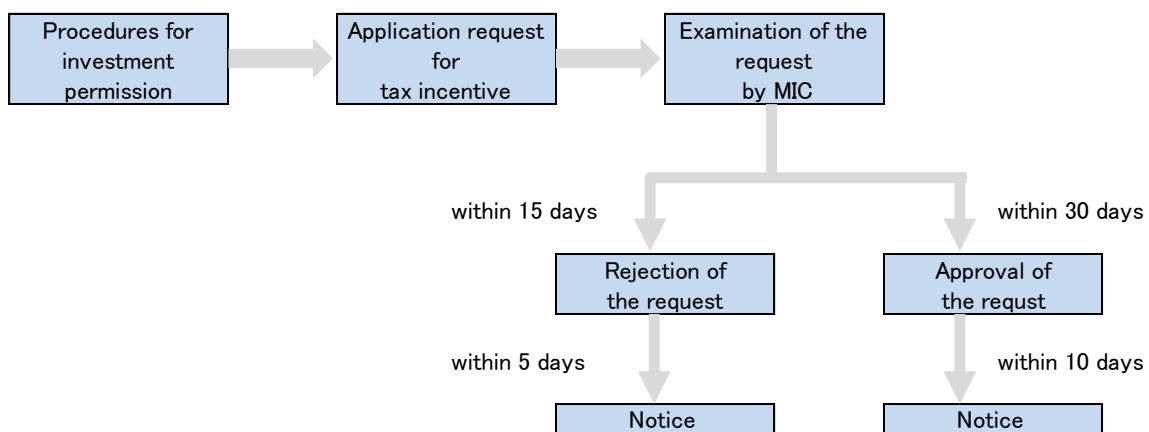 Procedures for
investment
permission
Application request
for
tax incentive
Examination of the
request
by MIC
within 15 days
within 30 days
Rejection of
the request
Approval of
the requst
within 5 days
within 10 days
Notice
Notice